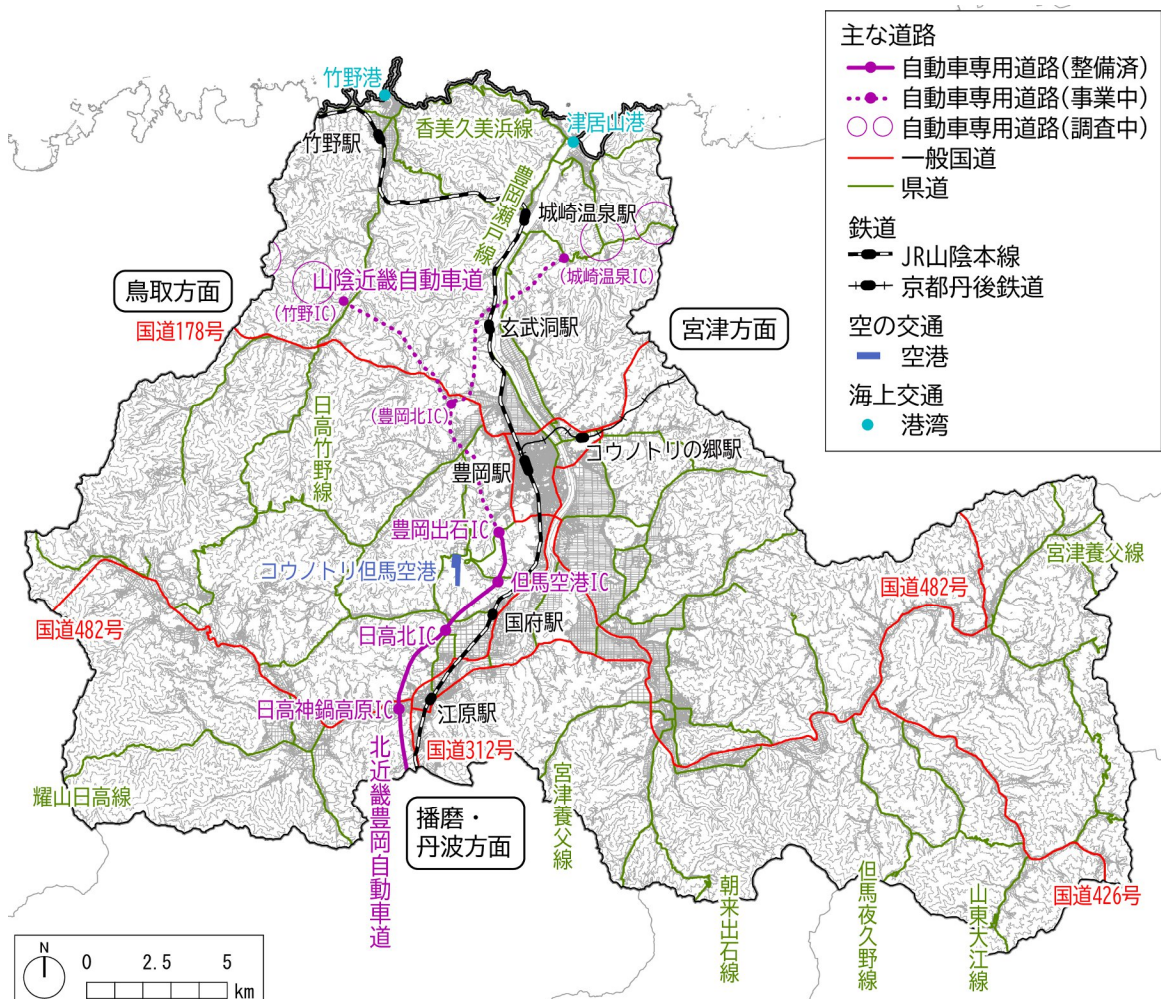 主な道路
自動車専用道路(整備済)
自動車専用道路(事業中)
自動車専用道路(調査中)
一般国道
県道
鉄道
JR山陰本線
京都丹後鉄道
空の交通
空港
海上交通
港湾
竹野港
香美久美浜線
津居山港
竹野駅
豊岡瀬戸線
城崎温泉駅
(城崎温泉IC)
山陰近畿自動車道
鳥取方面
(竹野IC)
国道178号
玄武洞駅
宮津方面
日高竹野線
(豊岡北IC)
コウノトリの郷駅
豊岡駅
豊岡出石IC
宮津養父線
コウノトリ但馬空港
但馬空港IC
国道482号
国道482号
国府駅
日高北IC
日高神鍋高原IC
江原駅
国道312号
北近畿豊岡自動車道
耀山日高線
播磨・
丹波方面
宮津養父線
朝来出石線
但馬夜久野線
山東大江線
国道426号
N
0 2.5 5
km